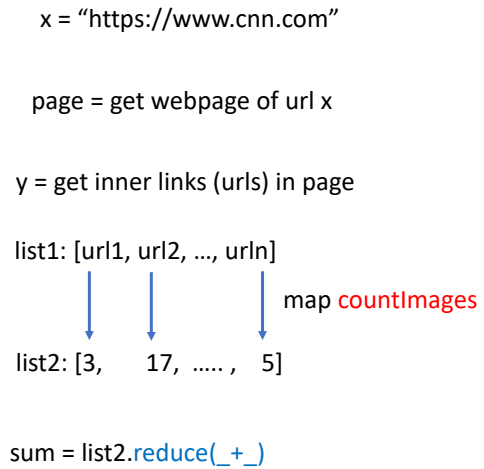 x = “https://www.cnn.com”
page = get webpage of url x
y = get inner links (urls) in page
list1: [url1, url2, …, urln]
map countImages
list2: [3, 17, ….. , 5]
sum = list2.reduce(_+_)